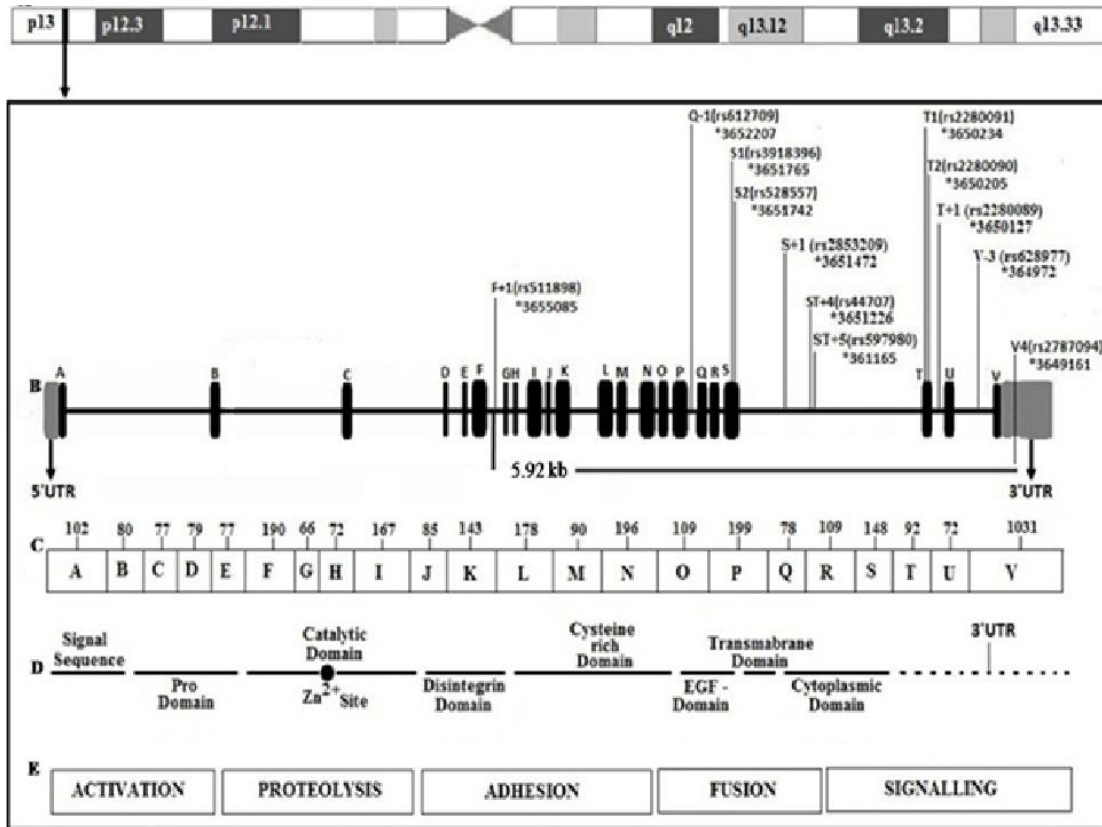 p13 p12.3 p12.1 q12 q13.12 q13.2 q13.33
Q-1(rs612709)
*3652207
S1(rs3918396)
*3651765
S2(rs528557)
*3651742
T1(rs2280091)
*3650234
T2(rs2280090)
*3650205
T+1 (rs2280089)
*3650127
S+1 (rs2853209)
*3651472
V-3 (rs628977)
*364972
F+1(rs511898)
*3655085
ST+4(rs44707)
*3651226
ST+5(rs597980)
*361165
V4(rs2787094)
*3649161
B A B C D E F G H I J K L M N O P Q R S T U V
5.92 kb
5'UTR 3'UTR
C 102 80 77 79 77 190 66 72 167 85 143 178 90 196 109 199 78 109 148 92 72 1031
A B C D E F G H I J K L M N O P Q R S T U V
D
Signal
Sequence
Pro
Domain
Catalytic
Domain
Zn2+ Site
Disintegrin
Domain
Cysteine
rich
Domain
EGF -
Domain
Transmabrane
Domain
Cytoplasmic
Domain
3'UTR
E
ACTIVATION PROTEOLYSIS ADHESION FUSION SIGNALLING